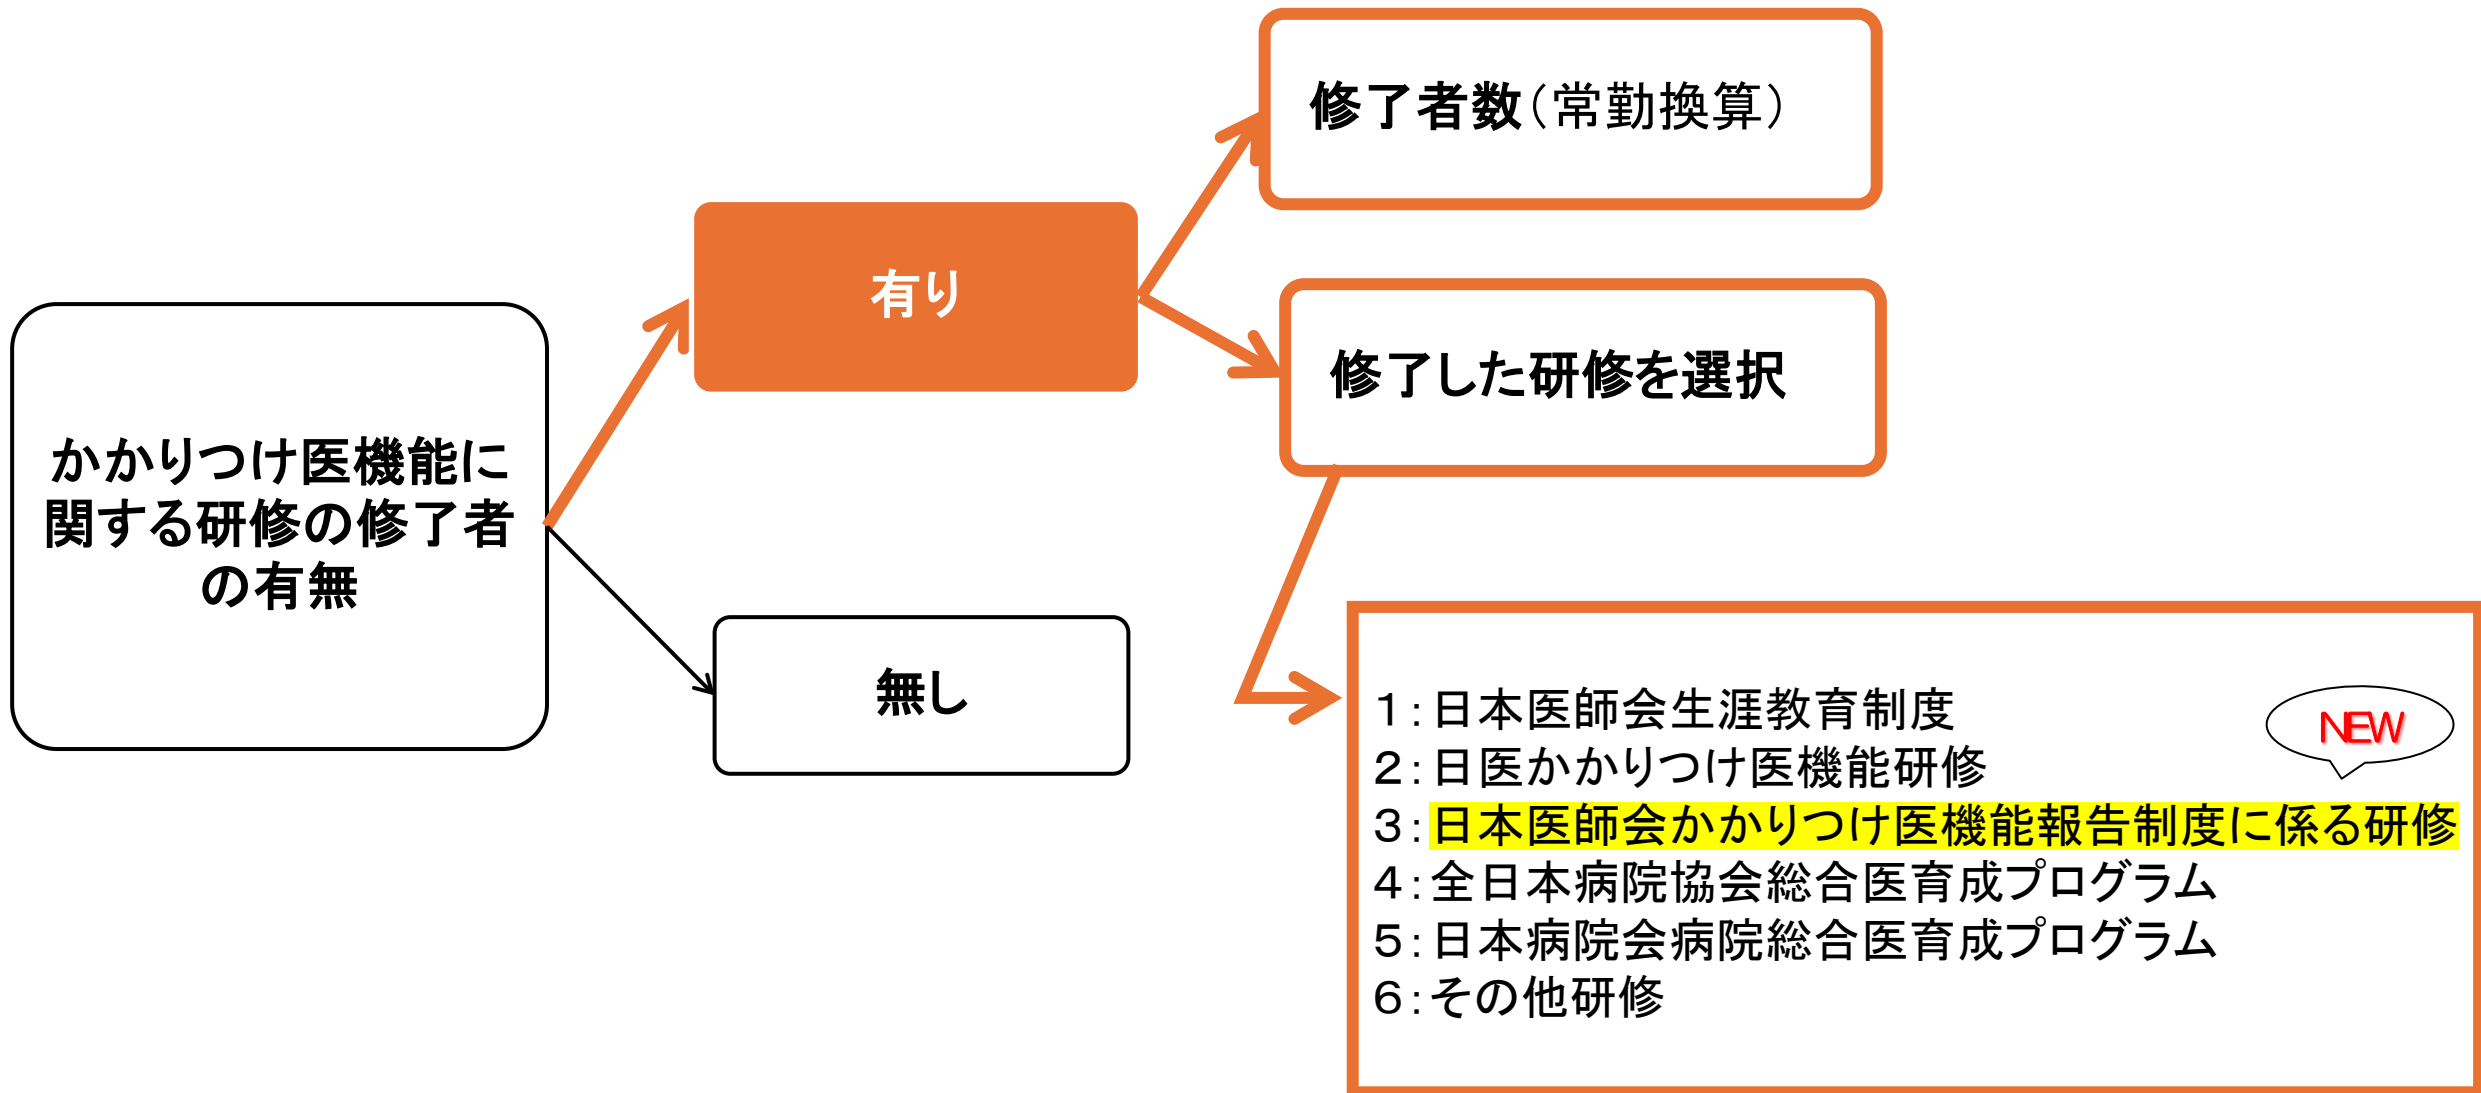 かかりつけ医機能に
関する研修の修了者
の有無
有り
無し
修了者数（常勤換算）
修了した研修を選択
１：日本医師会生涯教育制度
２：日医かかりつけ医機能研修
NEW
３：日本医師会かかりつけ医機能報告制度に係る研修
４：全日本病院協会総合医育成プログラム
５：日本病院会病院総合医育成プログラム
６：その他研修